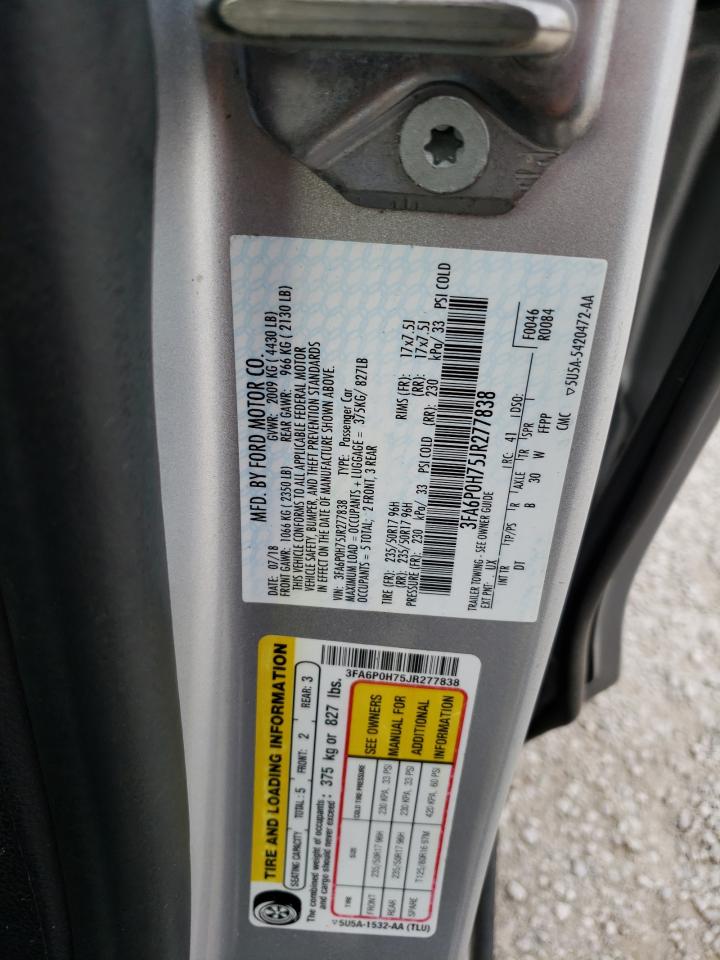 MFD. BY FORD MOTOR CO.
DATE: 07/18 GVWR: 2009 KG ( 4430 LB)
FRONT GAWR: 1066 KG ( 2350 LB) REAR GAWR: 966 KG ( 2130 LB)
THIS VEHICLE CONFORMS TO ALL APPLICABLE FEDERAL MOTOR
VEHICLE SAFETY, BUMPER, AND THEFT PREVENTION STANDARDS
IN EFFECT ON THE DATE OF MANUFACTURE SHOWN ABOVE.
VIN: 3FA6P0H75JR277838 TYPE: Passenger Car
MAXIMUM LOAD = OCCUPANTS + LUGGAGE = 375KG/ 827LB
OCCUPANTS = 5 TOTAL; 2 FRONT, 3 REAR
TIRE (FR): 235/50R17 96H RIMS (FR): 17x7.5J
(RR): 235/50R17 96H (RR): 17x7.5J
PRESSURE (FR): 230 kPa/ 33 PSI COLD (RR): 230 kPa/ 33 PSI COLD
3FA6P0H75JR277838
TRAILER TOWING - SEE OWNER GUIDE
EXT PNT: UX RC: 41 DSO: F0046
INT TR TP/PS R AXLE TR SPR R0084
DT B 30 W FFPP
CMC ▽5U5A-5420472-AA
TIRE AND LOADING INFORMATION
SEATING CAPACITY TOTAL : 5 FRONT: 2 REAR: 3
The combined weight of occupants
and cargo should never exceed : 375 kg or 827 lbs.
TIRE SIZE COLD TIRE PRESSURE
FRONT 235/50R17 96H 230 KPA, 33 PSI
REAR 235/50R17 96H 230 KPA, 33 PSI
SPARE T125/80R16 97M 420 KPA, 60 PSI
SEE OWNERS
MANUAL FOR
ADDITIONAL
INFORMATION
3FA6P0H75JR277838
▽5U5A-1532-AA (TLU)